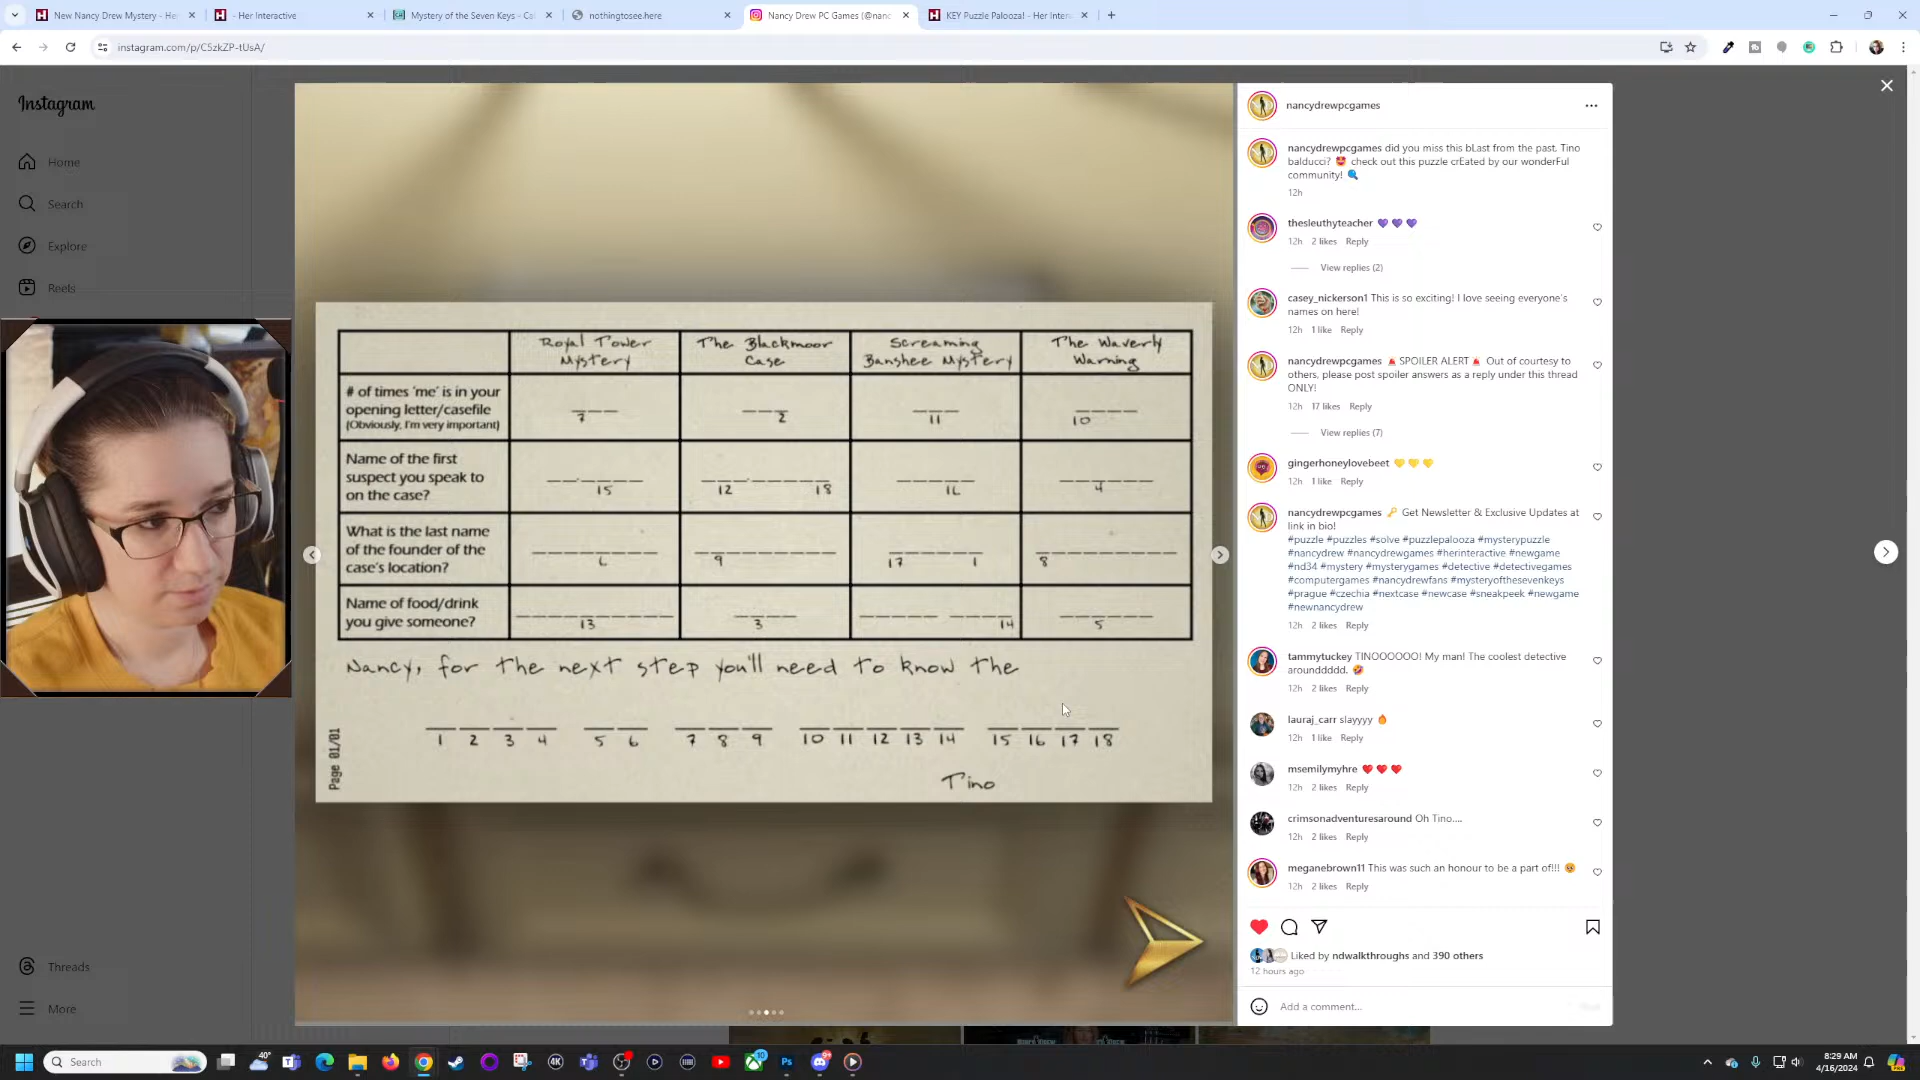 New Nancy Drew Mystery - Her
- Her Interactive
Mystery of the Seven Keys - Ca
nothingtosee.here
Nancy Drew PC Games (@nanc
KEY Puzzle Palooza! - Her Inter
instagram.com/p/C5zkZP-tUsA/
Instagram
Home
Search
Explore
Reels
Threads
More
Royal Tower Mystery
The Blackmoor Case
Screaming Banshee Mystery
The Waverly Warning
# of times 'me' is in your
opening letter/casefile
(Obviously, I'm very important)
7
2
11
10
Name of the first
suspect you speak to
on the case?
15
12 18
16
4
What is the last name
of the founder of the
case's location?
6
9
17 1
8
Name of food/drink
you give someone?
13
3
14
5
Nancy, for the next step you'll need to know the
1 2 3 4 5 6 7 8 9 10 11 12 13 14 15 16 17 18
Tino
Page 01/01
nancydrewpcgames
nancydrewpcgames did you miss this bLast from the past, Tino
balducci? 🤩 check out this puzzle crEated by our wonderFul
community! 🔍
12h
thesleuthyteacher 💜 💜 💜
12h 2 likes Reply
View replies (2)
casey_nickerson1 This is so exciting! I love seeing everyone's
names on here!
12h 1 like Reply
nancydrewpcgames 🚨 SPOILER ALERT 🚨 Out of courtesy to
others, please post spoiler answers as a reply under this thread
ONLY!
12h 17 likes Reply
View replies (7)
gingerhoneylovebeet 💛 💛 💛
12h 1 like Reply
nancydrewpcgames 🔑 Get Newsletter & Exclusive Updates at
link in bio!
#puzzle #puzzles #solve #puzzlepalooza #mysterypuzzle
#nancydrew #nancydrewgames #herinteractive #newgame
#nd34 #mystery #mysterygames #detective #detectivegames
#computergames #nancydrewfans #mysteryofthesevenkeys
#prague #czechia #nextcase #newcase #sneakpeek #newgame
#newnancydrew
12h 2 likes Reply
tammytuckey TINOOOOOO! My man! The coolest detective
arounddddd. 🤣
12h 2 likes Reply
lauraj_carr slayyyy 🔥
12h 1 like Reply
msemilymyhre ❤️ ❤️ ❤️
12h 2 likes Reply
crimsonadventuresaround Oh Tino....
12h 2 likes Reply
meganebrown11 This was such an honour to be a part of!!! 🥹
12h 2 likes Reply
Liked by ndwalkthroughs and 390 others
12 hours ago
Add a comment...
Search
40°
4K
10
8:29 AM
4/16/2024